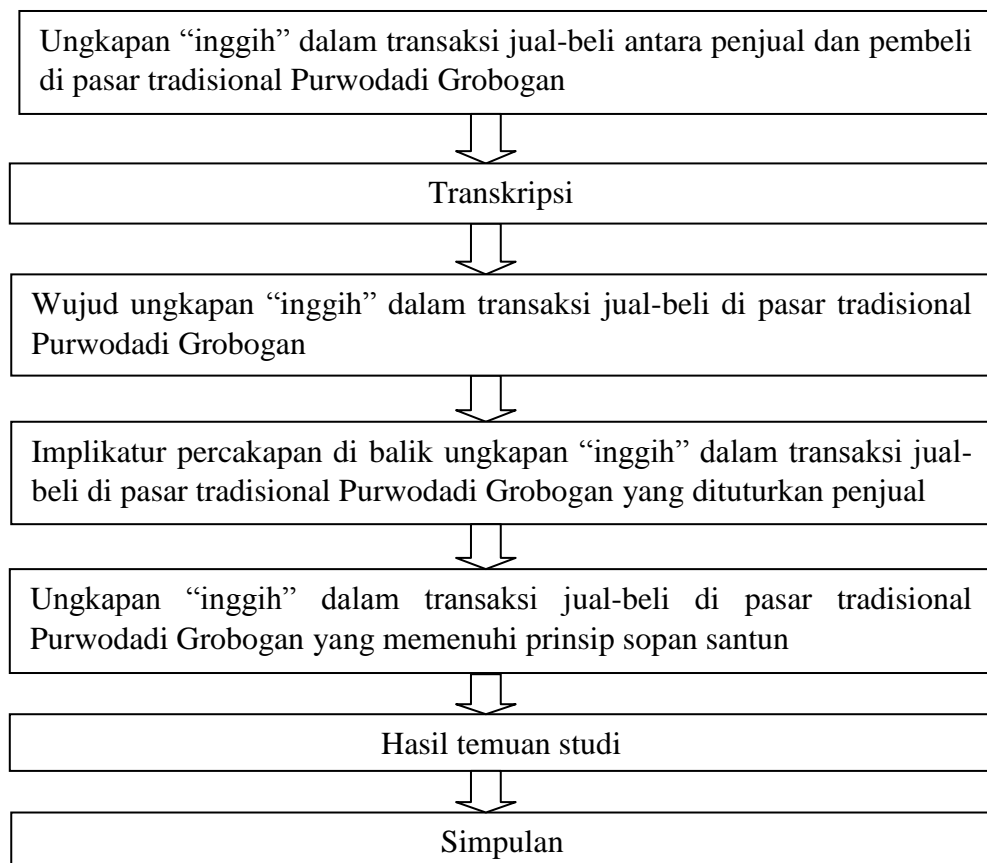 Ungkapan “inggih” dalam transaksi jual-beli antara penjual dan pembeli
di pasar tradisional Purwodadi Grobogan
Transkripsi
Wujud ungkapan “inggih” dalam transaksi jual-beli di pasar tradisional
Purwodadi Grobogan
Implikatur percakapan di balik ungkapan “inggih” dalam transaksi jual-
beli di pasar tradisional Purwodadi Grobogan yang dituturkan penjual
Ungkapan “inggih” dalam transaksi jual-beli di pasar tradisional
Purwodadi Grobogan yang memenuhi prinsip sopan santun
Hasil temuan studi
Simpulan